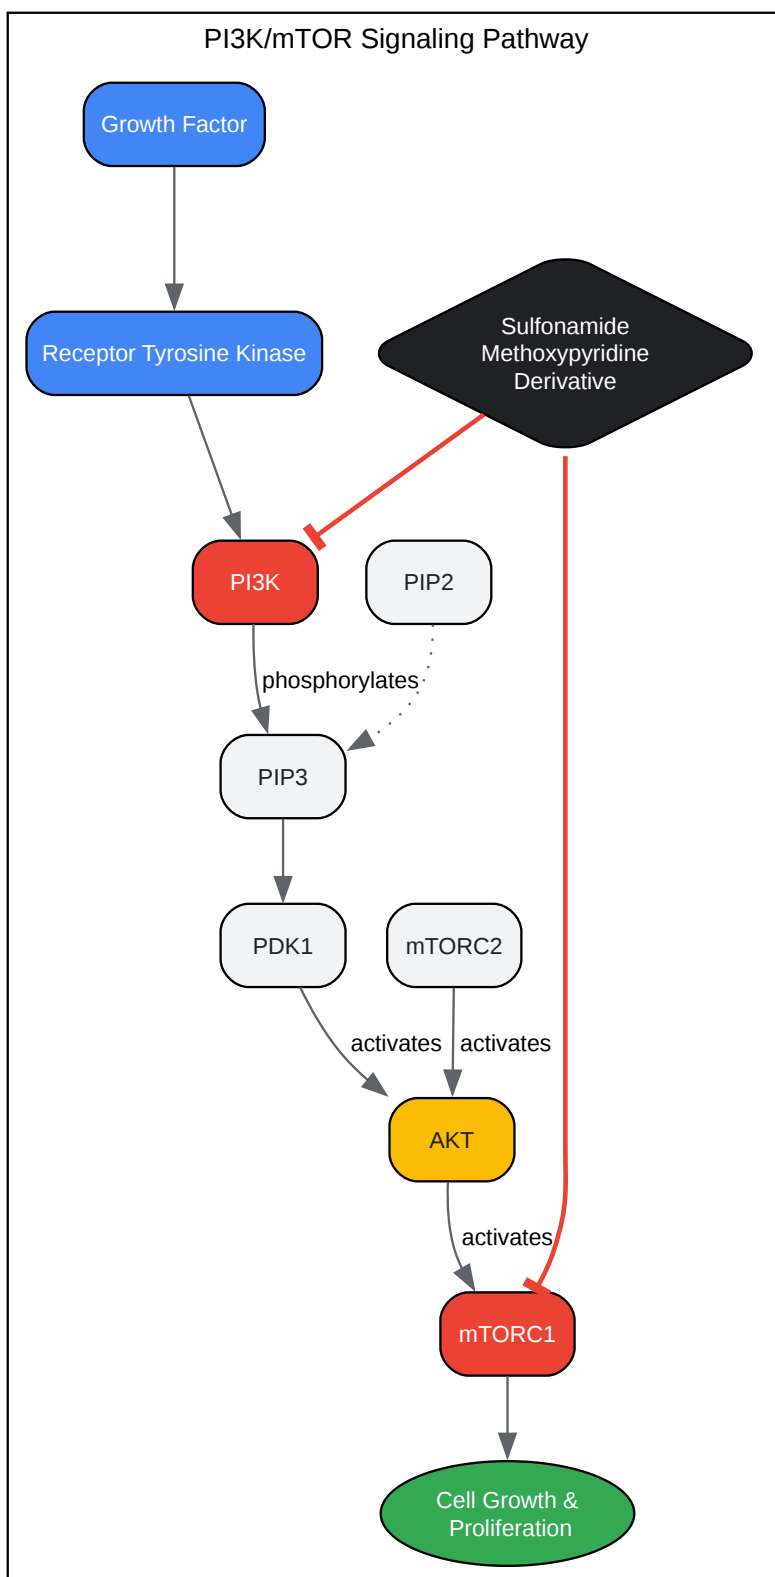 PI3K/mTOR Signaling Pathway
Growth Factor
Receptor Tyrosine Kinase
Sulfonamide
Methoxypyridine
Derivative
PI3K
PIP2
phosphorylates
PIP3
PDK1
mTORC2
activates
activates
AKT
activates
mTORC1
Cell Growth &
Proliferation